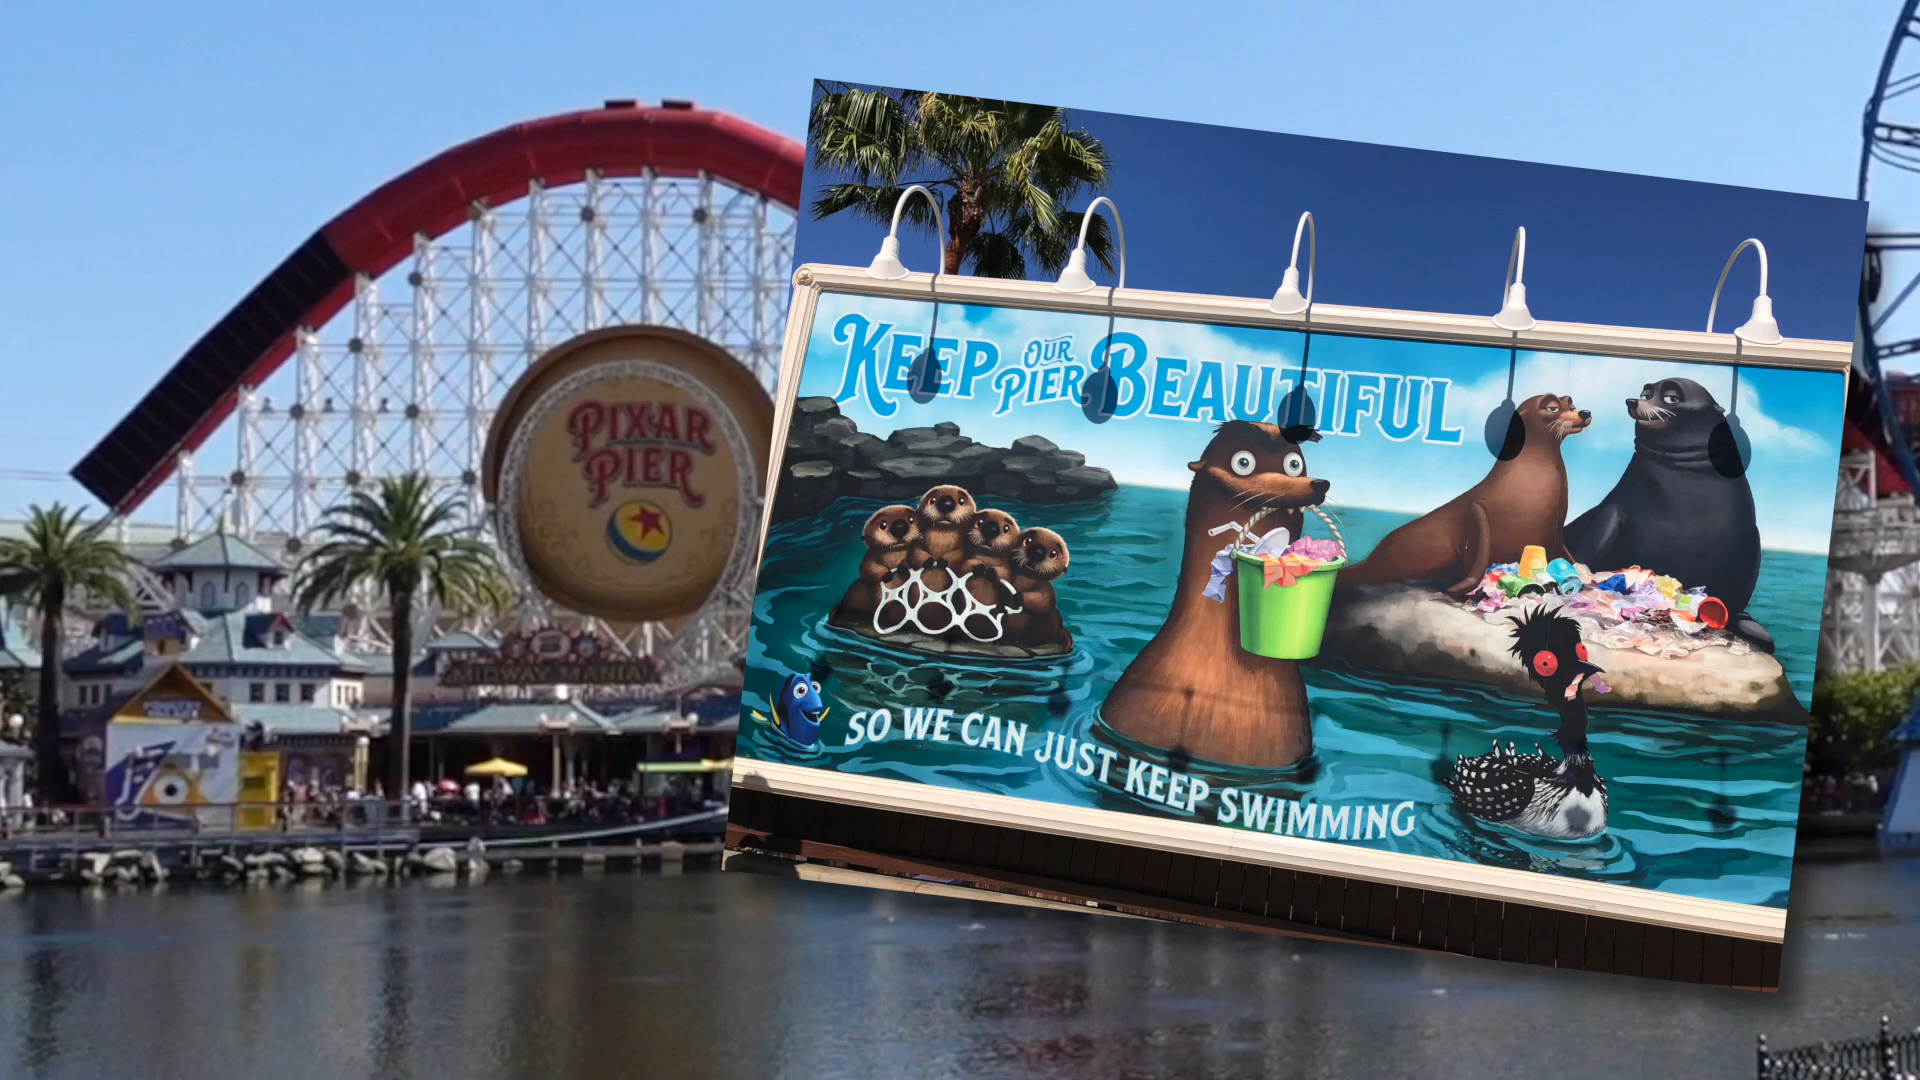 PIXAR
PIER
MIDWAY MANIA!
KEEP OUR PIER BEAUTIFUL
SO WE CAN JUST KEEP SWIMMING